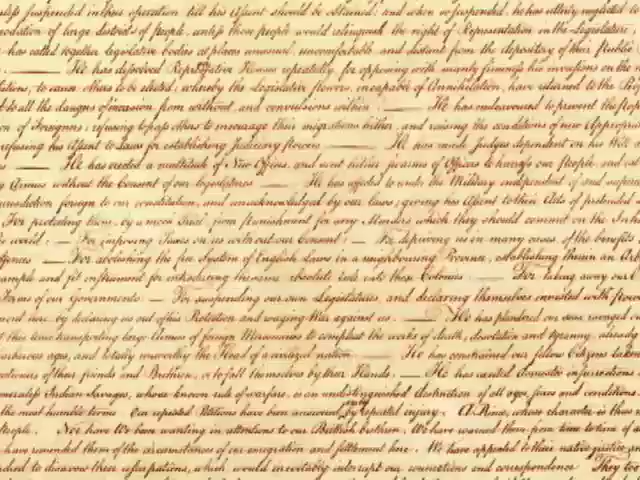 unless suspended in their operation till his Assent should be obtained; and when so suspended, he has utterly neglected
modation of large districts of People, unless those people would relinquish the right of Representation in the Legislature,
has called together legislative bodies at places unusual, uncomfortable, and distant from the depository of their Public
. — He has dissolved Representative Houses repeatedly, for opposing with manly firmness his invasions on the
lutions, to cause others to be elected; whereby the Legislative powers, incapable of Annihilation, have returned to the Peop
to all the dangers of invasion from without, and convulsions within. — He has endeavoured to prevent the pop
on of Foreigners; refusing to pass others to encourage their migrations hither, and raising the conditions of new Appropria
refusing his Assent to Laws for establishing Judiciary powers — He has made Judges dependent on his Will
— He has erected a multitude of New Offices, and sent hither swarms of Officers to harrass our People, and eat
Armies without the Consent of our legislatures — He has affected to render the Military independent of and superio
jurisdiction foreign to our constitution, and unacknowledged by our laws; giving his Assent to their Acts of pretended
For protecting them, by a mock Trial, from punishment for any Murders which they should commit on the Inha
world: — For imposing Taxes on us without our Consent: — For depriving us in many cases, of the benefits
offences — For abolishing the free System of English Laws in a neighbouring Province, establishing therein an Arb
example and fit instrument for introducing the same absolute rule into these Colonies — For taking away our
Forms of our Governments — For suspending our own Legislatures, and declaring themselves invested with pow
ment here, by declaring us out of his Protection and waging War against us. — He has plundered our seas, ravaged ou
this time transporting large Armies of foreign Mercenaries to compleat the works of death, desolation and tyranny, already
barbarous ages, and totally unworthy the Head of a civilized nation — He has constrained our fellow Citizens taken
executioners of their friends and Brethren, or to fall themselves by their Hands. — He has excited domestic insurrections
merciless Indian Savages, whose known rule of warfare, is an undistinguished destruction of all ages, sexes and conditions
the most humble terms: Our repeated Petitions have been answered only by repeated injury. A Prince, whose character is thus
People. Nor have We been wanting in attentions to our Brittish brethren. We have warned them from time to time of
have reminded them of the circumstances of our emigration and settlement here. We have appealed to their native justice
kindred to disavow these usurpations, which would inevitably interrupt our connections and correspondence They too